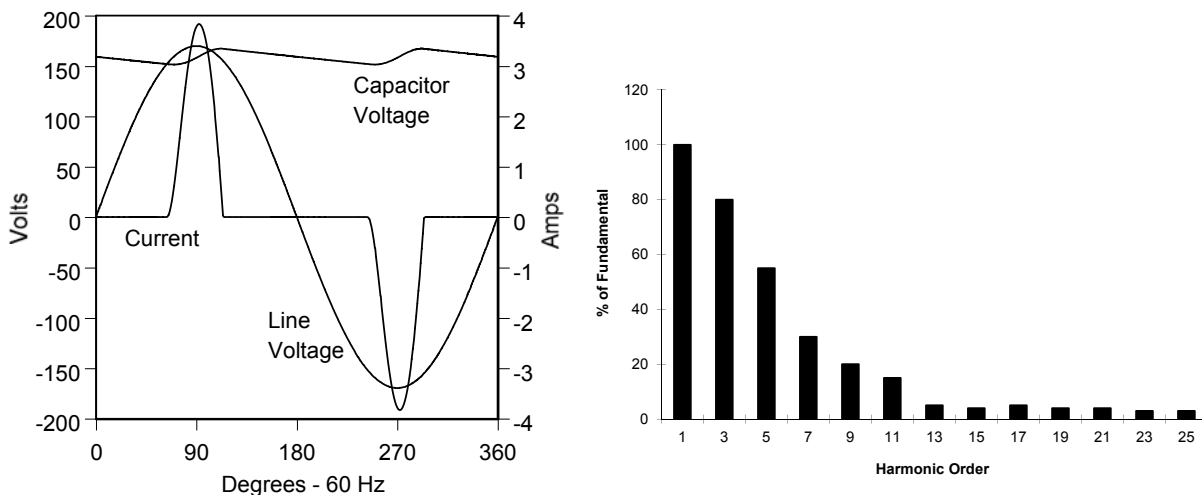 200
150
100
50
0
-50
-100
-150
-200
Volts
4
3
2
1
0
-1
-2
-3
-4
Amps
Capacitor
Voltage
Current
Line
Voltage
0 90 180 270 360
Degrees - 60 Hz
120
100
80
60
40
20
0
% of Fundamental
1 3 5 7 9 11 13 15 17 19 21 23 25
Harmonic Order